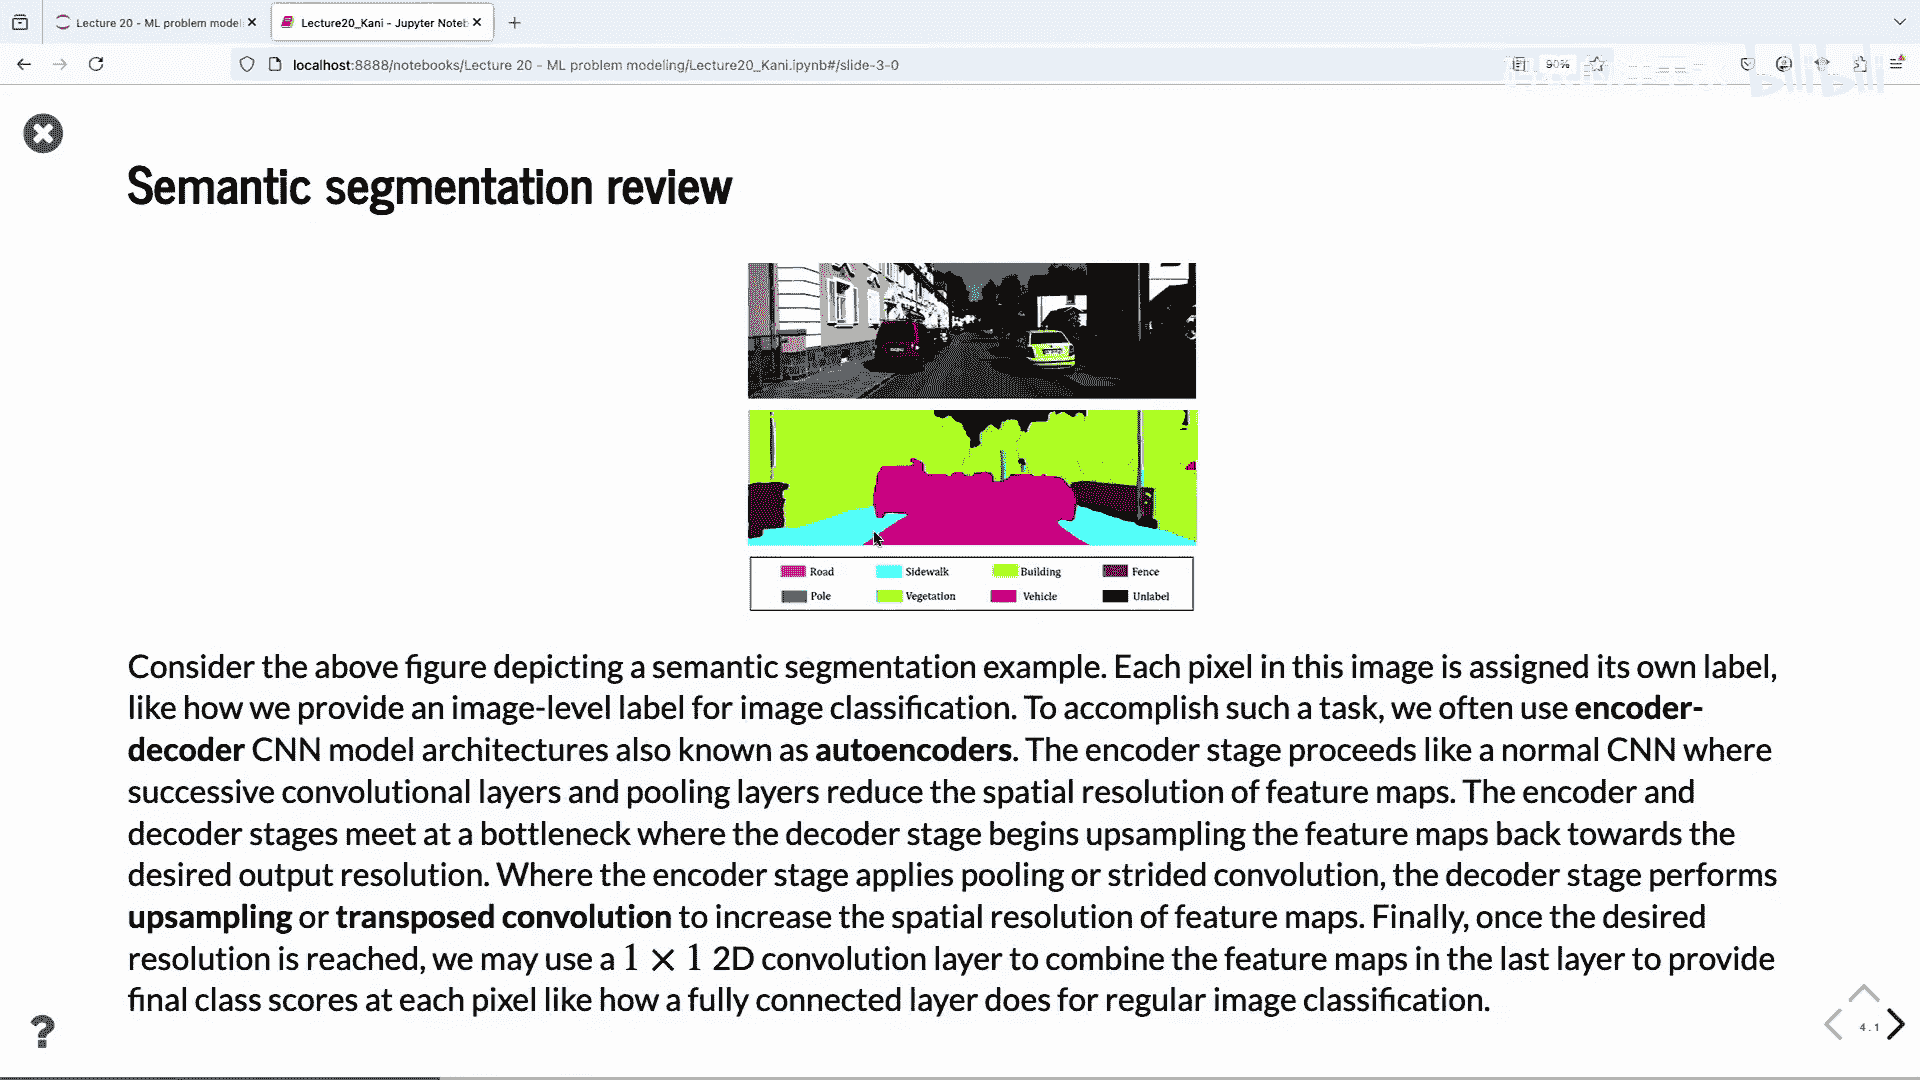 Lecture 20 - ML problem model
Lecture20_Kani - Jupyter Noteb
localhost:8888/notebooks/Lecture 20 - ML problem modeling/Lecture20_Kani.ipynb#/slide-3-0
90%
bilibili
Semantic segmentation review
Road Sidewalk Building Fence
Pole Vegetation Vehicle Unlabel
Consider the above figure depicting a semantic segmentation example. Each pixel in this image is assigned its own label,
like how we provide an image-level label for image classification. To accomplish such a task, we often use encoder-
decoder CNN model architectures also known as autoencoders. The encoder stage proceeds like a normal CNN where
successive convolutional layers and pooling layers reduce the spatial resolution of feature maps. The encoder and
decoder stages meet at a bottleneck where the decoder stage begins upsampling the feature maps back towards the
desired output resolution. Where the encoder stage applies pooling or strided convolution, the decoder stage performs
upsampling or transposed convolution to increase the spatial resolution of feature maps. Finally, once the desired
resolution is reached, we may use a 1 × 1 2D convolution layer to combine the feature maps in the last layer to provide
final class scores at each pixel like how a fully connected layer does for regular image classification.
?
4.1